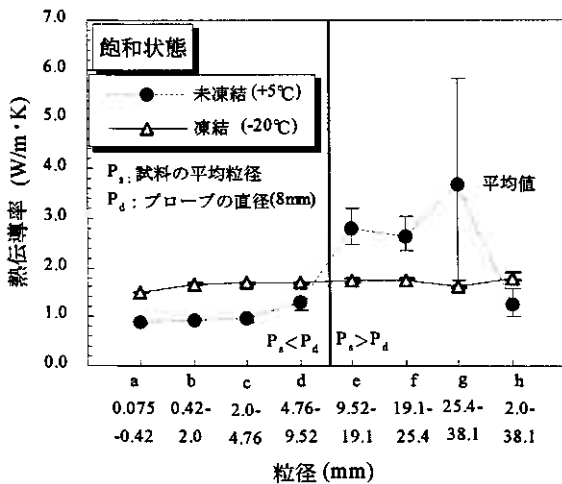 7.0
6.0
5.0
4.0
3.0
2.0
1.0
0.0
熱伝導率 (W/m・K)
飽和状態
未凍結 (+5℃)
凍結 (-20℃)
Ps: 試料の平均粒径
Pd: プローブの直径(8mm)
平均値
Ps<Pd
Ps>Pd
a b c d e f g h
0.075 0.42- 2.0- 4.76- 9.52- 19.1- 25.4- 2.0-
-0.42 2.0 4.76 9.52 19.1 25.4 38.1 38.1
粒径 (mm)